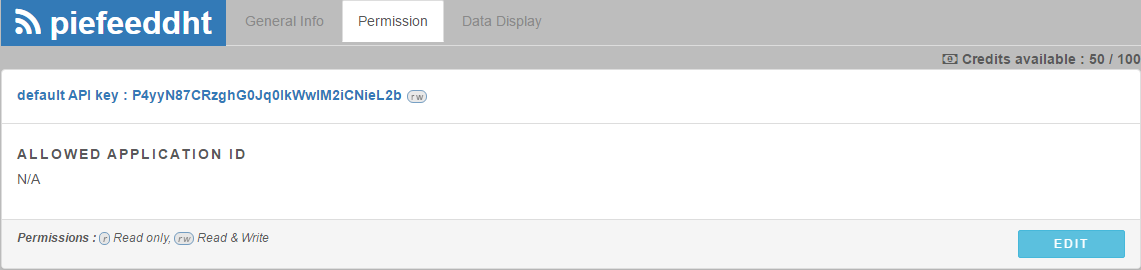 piefeeddht General Info Permission Data Display
Credits available : 50 / 100
default API key : P4yyN87CRzghG0Jq0lkWwIM2iCNieL2b rw
ALLOWED APPLICATION ID
N/A
Permissions : r Read only, rw Read & Write
EDIT